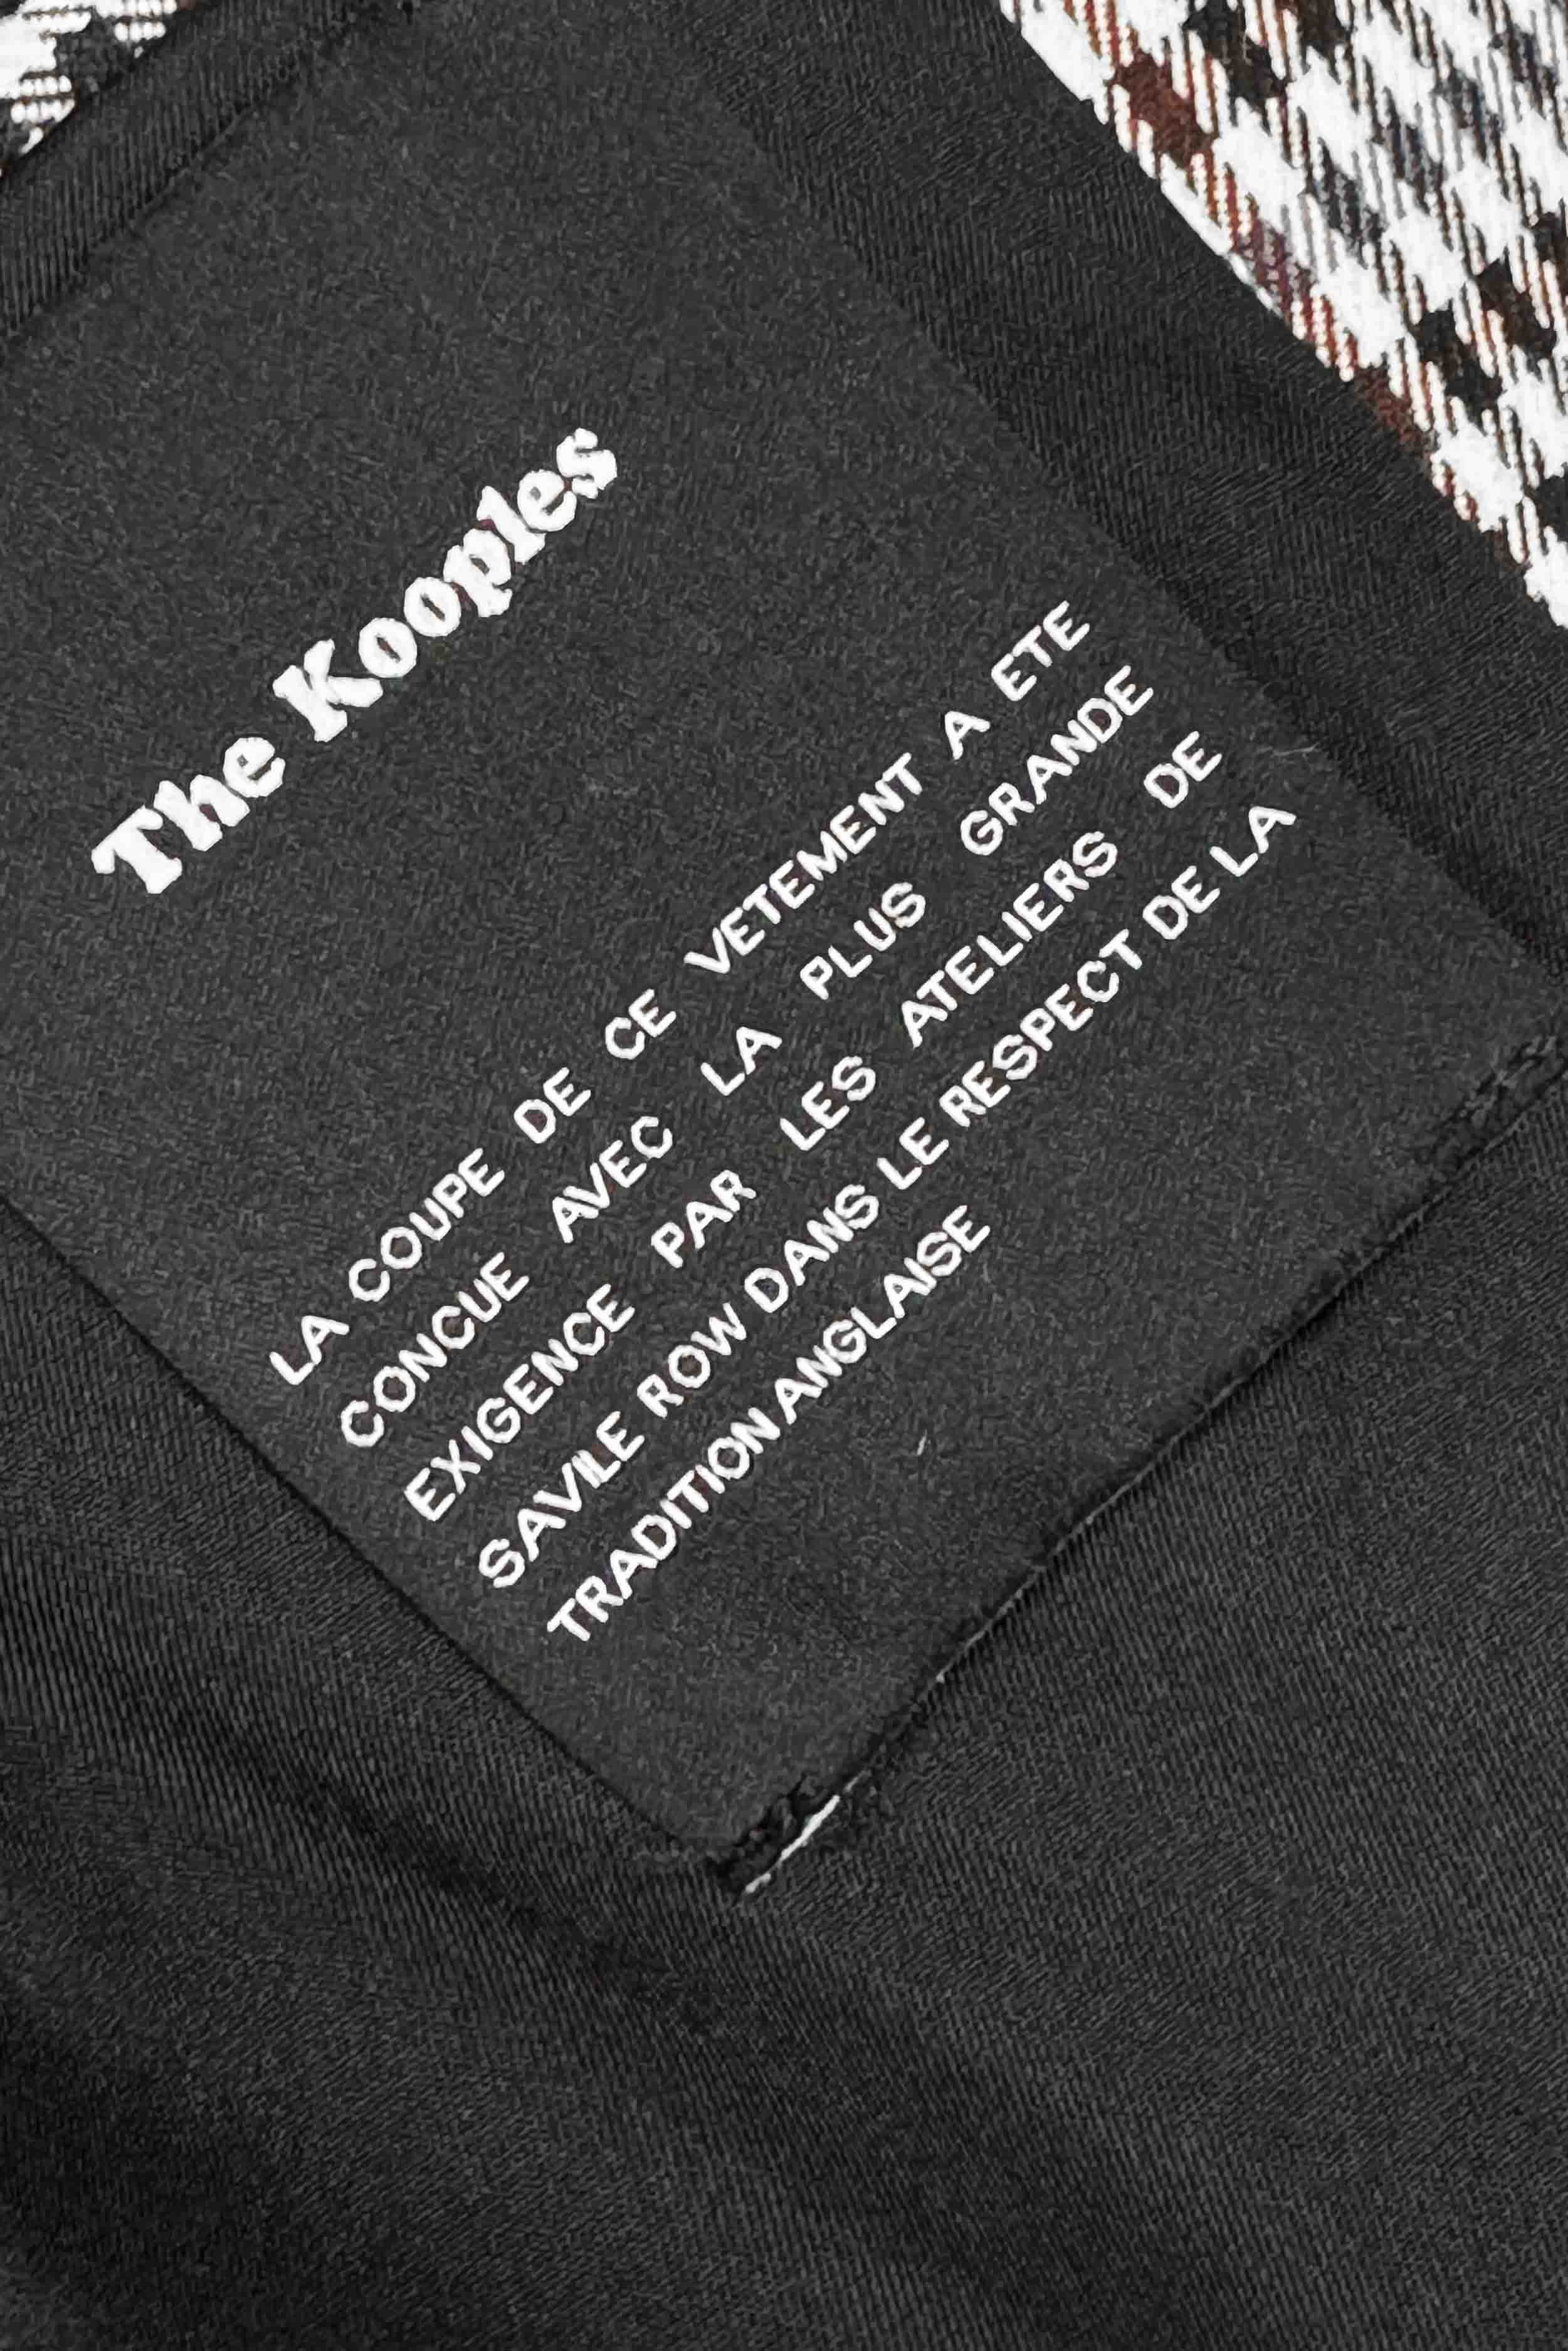 The Kooples
LA COUPE DE CE VETEMENT A ETE
CONCUE AVEC LA PLUS GRANDE
EXIGENCE PAR LES ATELIERS DE
SAVILE ROW DANS LE RESPECT DE LA
TRADITION ANGLAISE